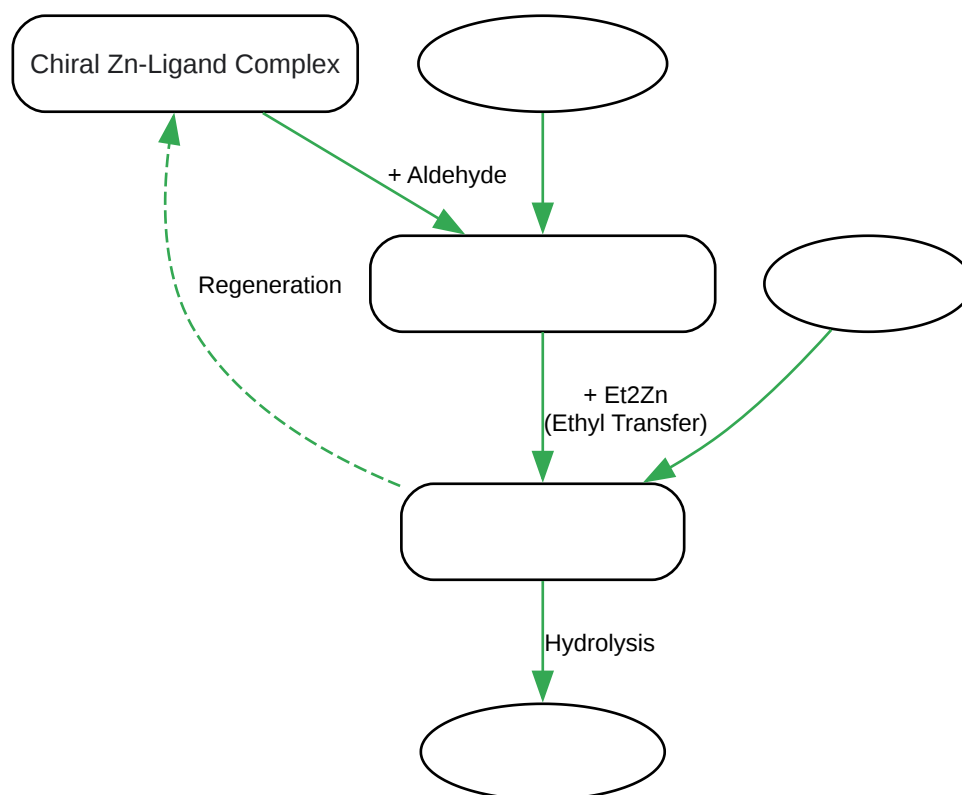 Chiral Zn-Ligand Complex
+ Aldehyde
Regeneration
+ Et2Zn
(Ethyl Transfer)
Hydrolysis